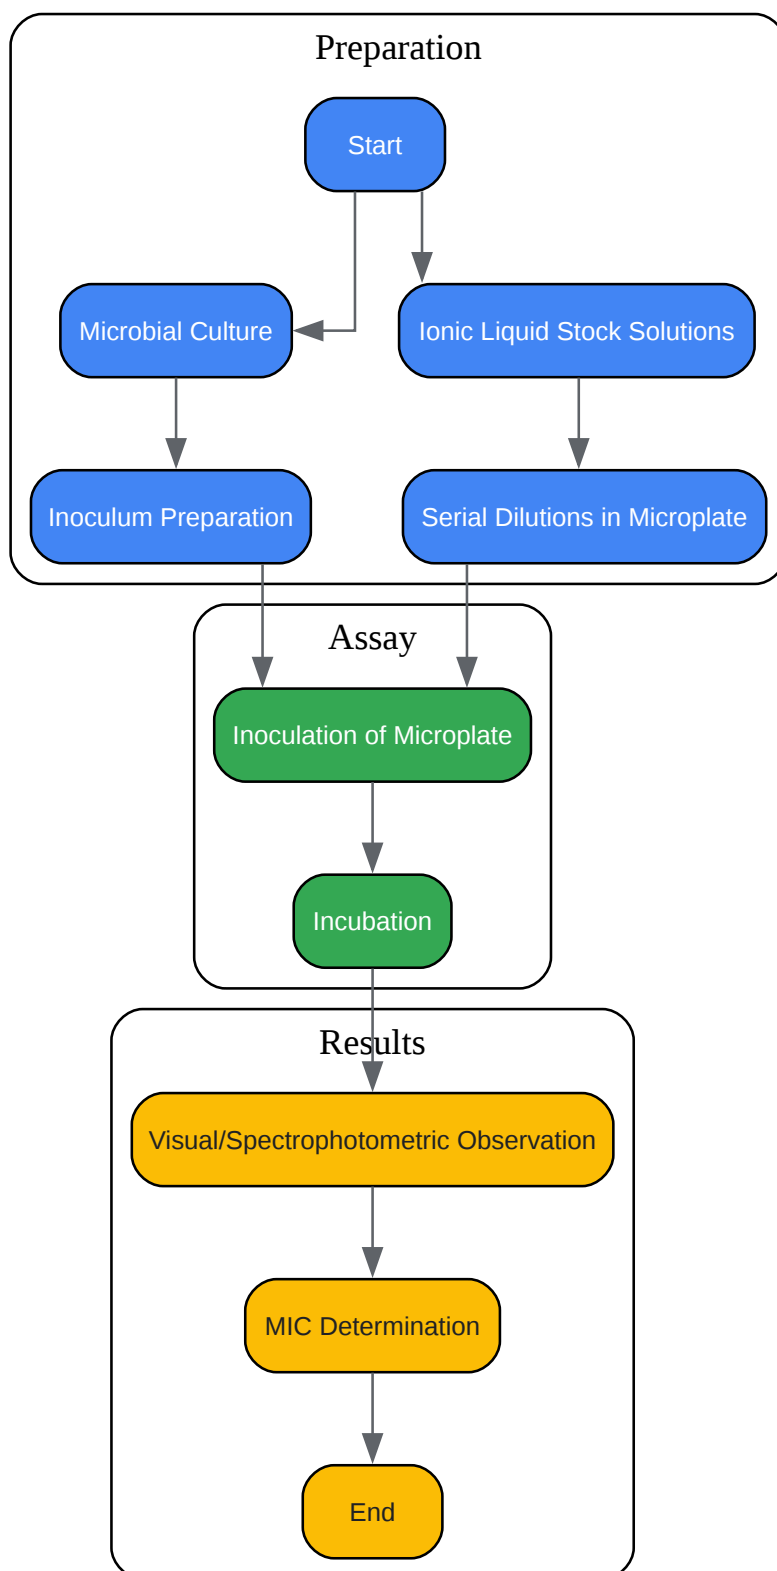 Preparation
Start
Microbial Culture
Ionic Liquid Stock Solutions
Inoculum Preparation
Serial Dilutions in Microplate
Assay
Inoculation of Microplate
Incubation
Results
Visual/Spectrophotometric Observation
MIC Determination
End